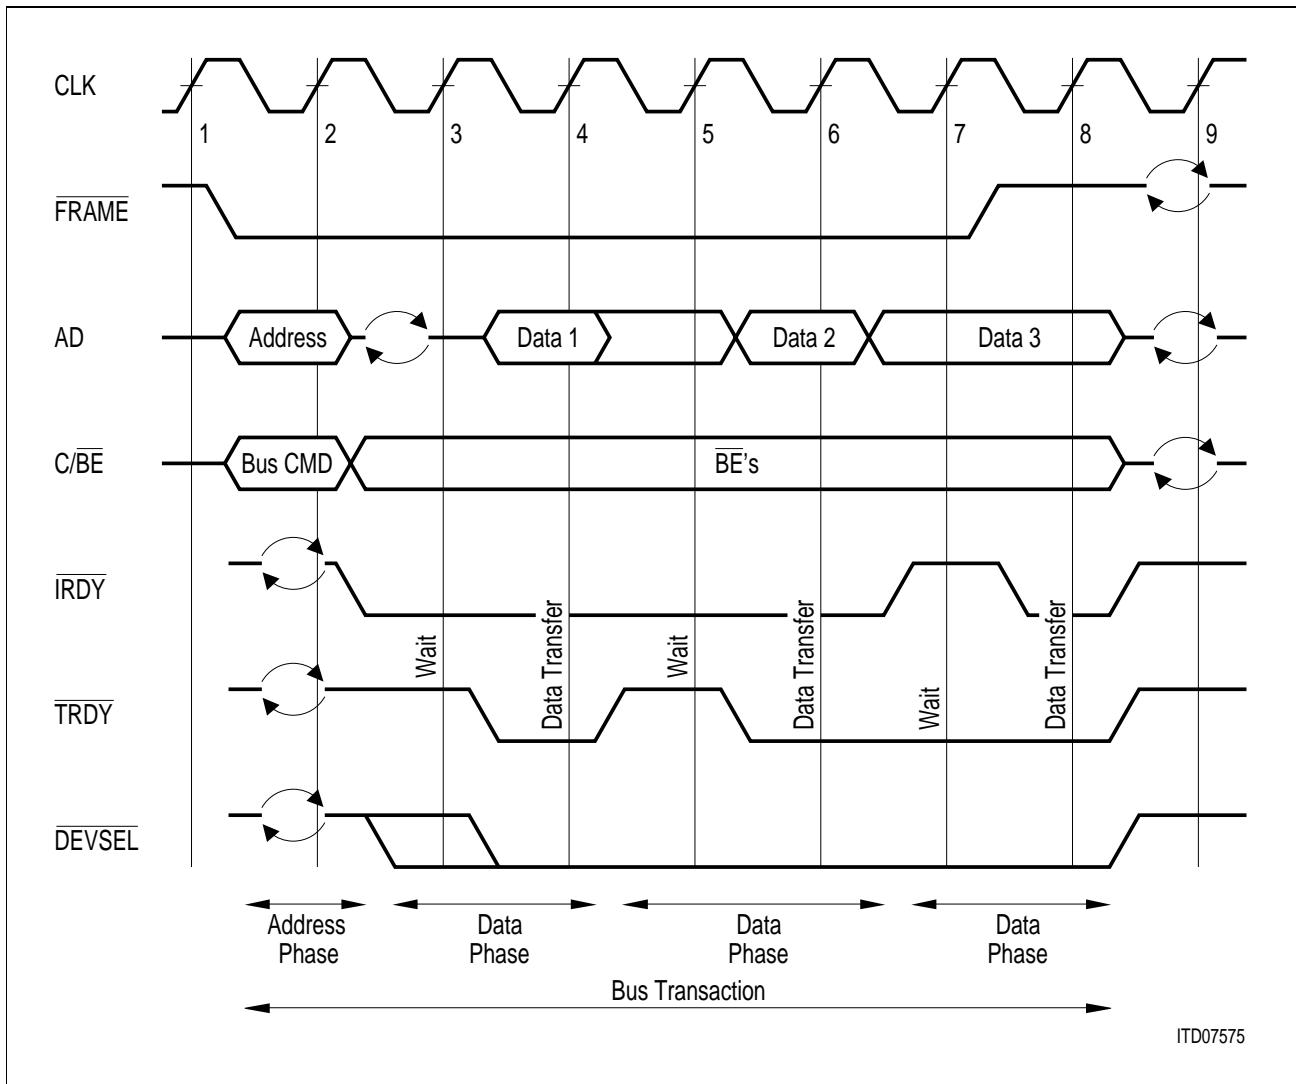 CLK
1 2 3 4 5 6 7 8 9
FRAME
AD
Address
Data 1
Data 2
Data 3
C/BE
Bus CMD
BE's
IRDY
Wait
Data Transfer
Wait
Data Transfer
Wait
Data Transfer
TRDY
DEVSEL
Address
Phase
Data
Phase
Data
Phase
Data
Phase
Bus Transaction
ITD07575